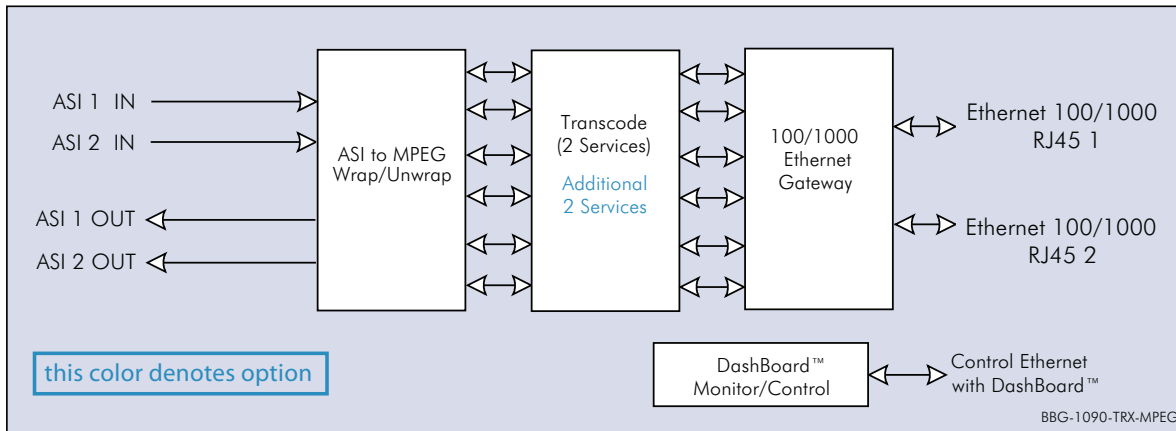 ASI 1 IN
ASI 2 IN
ASI 1 OUT
ASI 2 OUT
ASI to MPEG
Wrap/Unwrap
Transcode
(2 Services)
Additional
2 Services
100/1000
Ethernet
Gateway
Ethernet 100/1000
RJ45 1
Ethernet 100/1000
RJ45 2
this color denotes option
DashBoard™
Monitor/Control
Control Ethernet
with DashBoard™
BBG-1090-TRX-MPEG